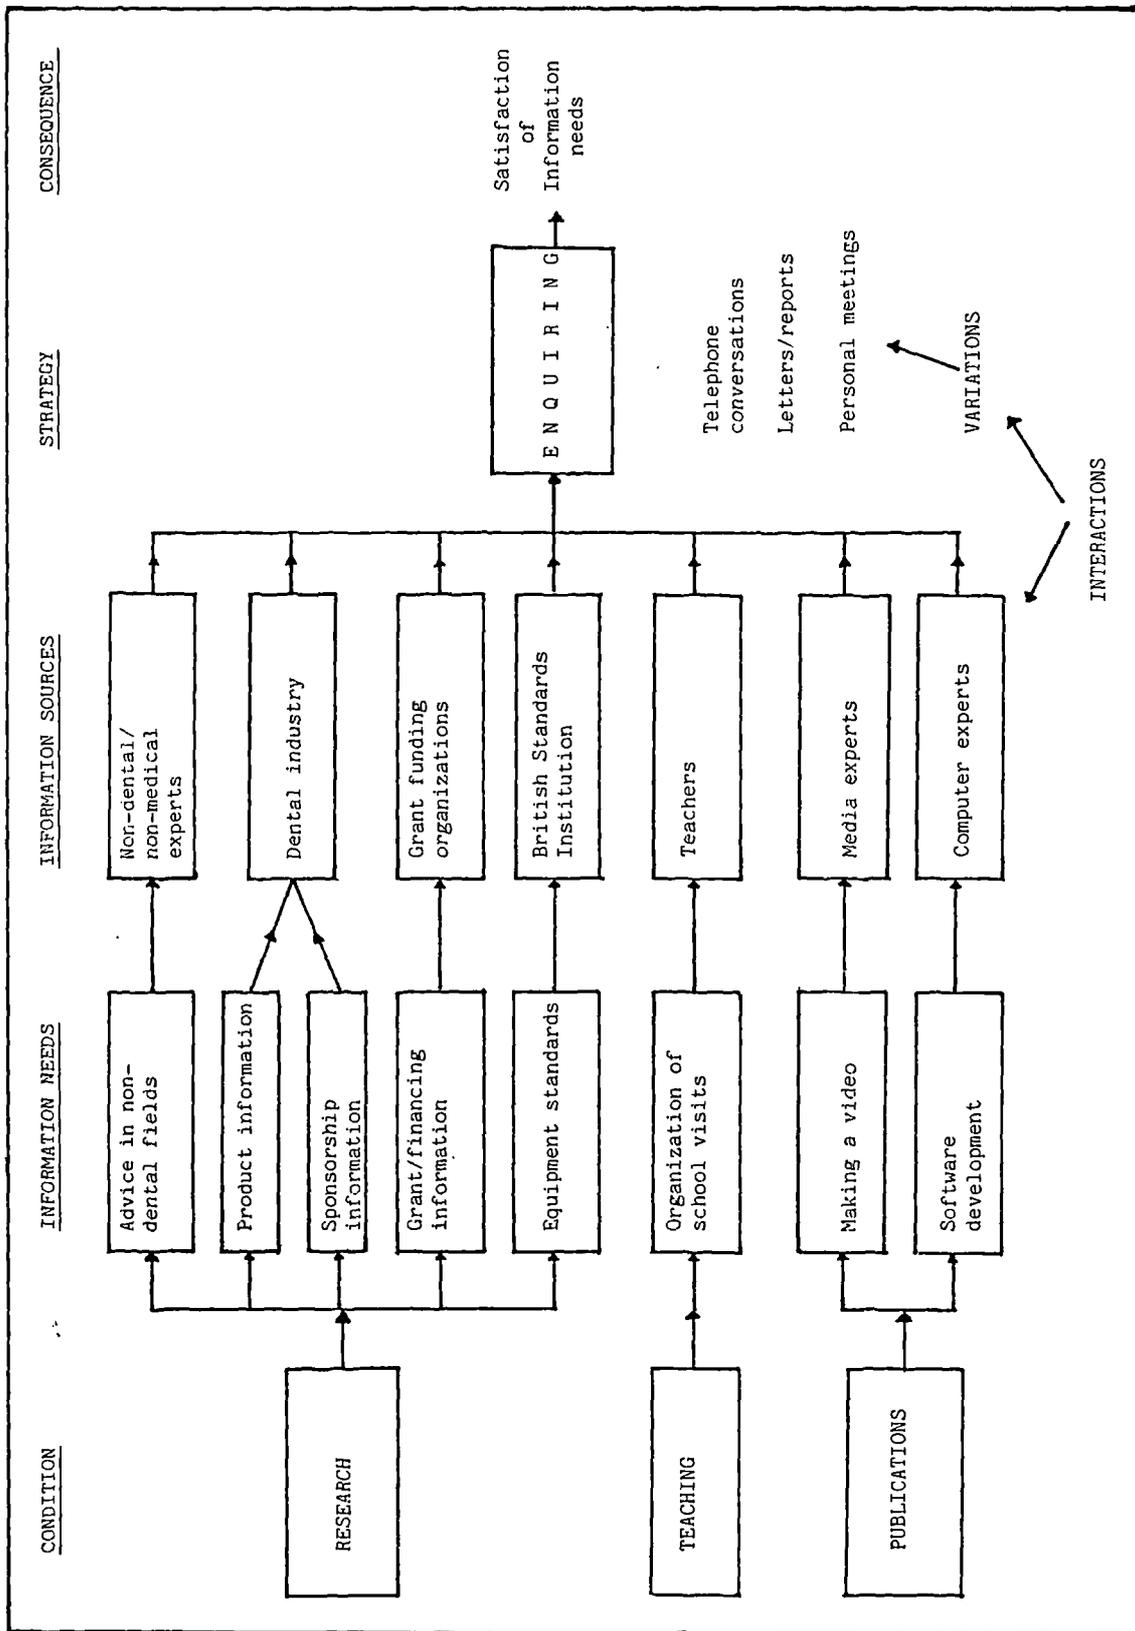 CONDITION
INFORMATION NEEDS
INFORMATION SOURCES
STRATEGY
CONSEQUENCE
RESEARCH
Advice in non-
dental fields
Product information
Sponsorship
information
Grant/financing
information
Equipment standards
Non-dental/
non-medical
experts
Dental industry
Grant funding
organizations
British Standards
Institution
TEACHING
Organization of
school visits
Teachers
PUBLICATIONS
Making a video
Software
development
Media experts
Computer experts
ENQUIRING
Satisfaction
of
Information
needs
Telephone
conversations
Letters/reports
Personal meetings
VARIATIONS
INTERACTIONS